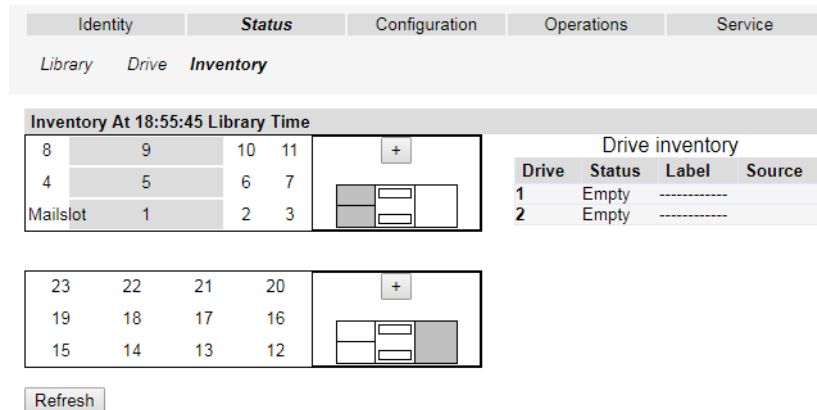 Identity Status Configuration Operations Service
Library Drive Inventory
Inventory At 18:55:45 Library Time
8 9 10 11 +
4 5 6 7
Mailslot 1 2 3
Drive inventory
Drive Status Label Source
1 Empty ------------
2 Empty ------------
23 22 21 20 +
19 18 17 16
15 14 13 12
Refresh